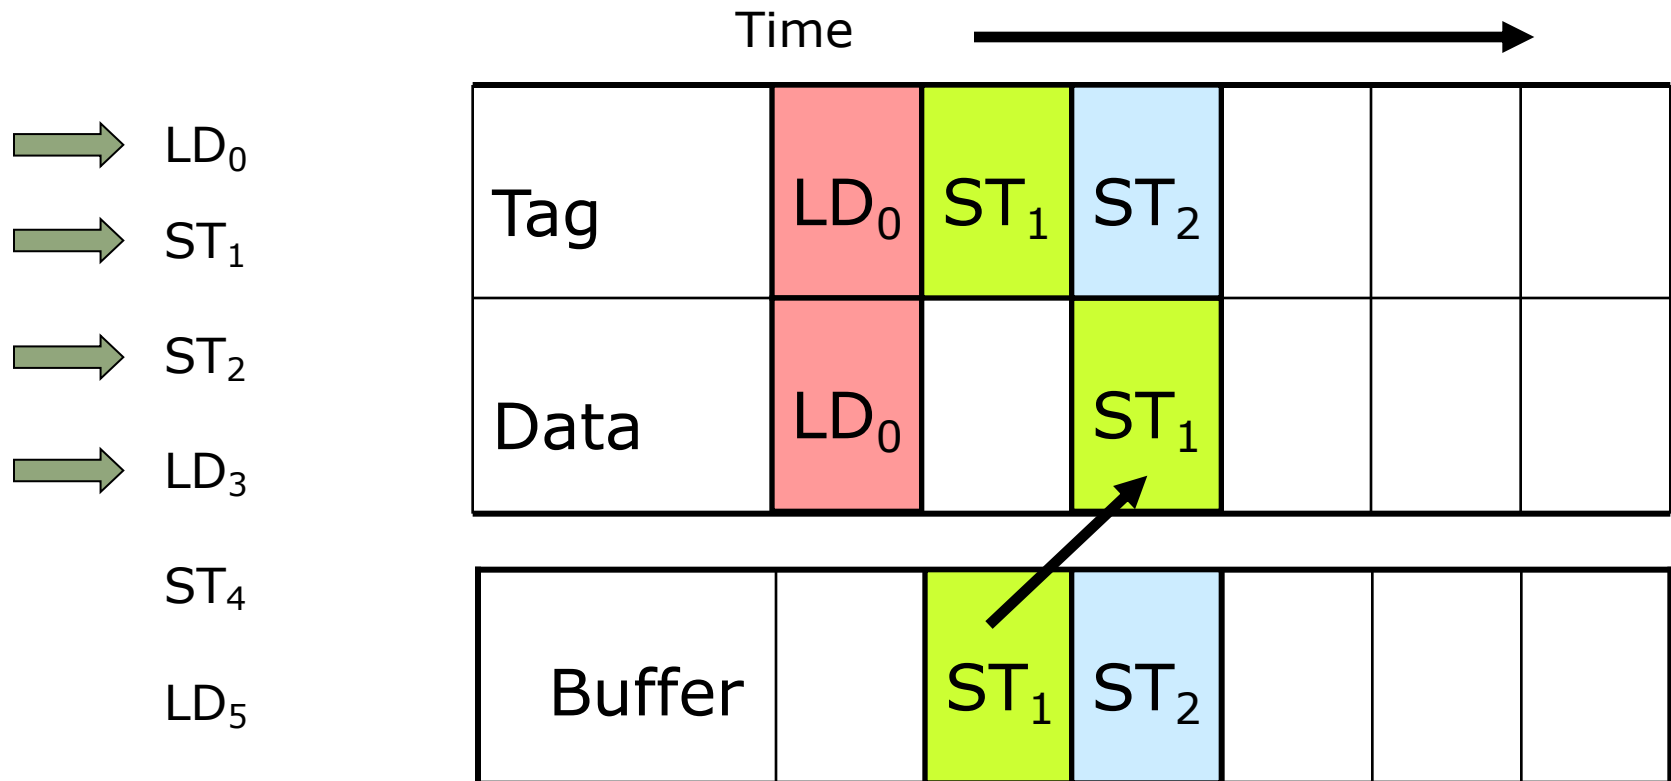 Time
LD₀
ST₁
ST₂
LD₃
ST₄
LD₅
Tag LD₀ ST₁ ST₂
Data LD₀ ST₁
Buffer ST₁ ST₂